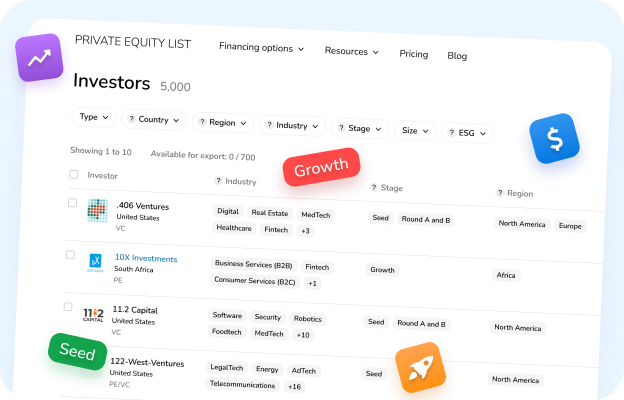 PRIVATE EQUITY LIST Financing options Resources Pricing Blog
Investors 5,000
Type ? Country ? Region ? Industry ? Stage Size ? ESG
$
Showing 1 to 10 Available for export: 0 / 700
Growth
Investor ? Industry ? Stage ? Region
.406 Ventures
United States
VC
Digital Real Estate MedTech
Healthcare Fintech +3
Seed Round A and B
North America Europe
10X Investments
South Africa
PE
Business Services (B2B) Fintech
Consumer Services (B2C) +1
Growth
Africa
11.2 CAPITAL
11.2 Capital
United States
VC
Software Security Robotics
Foodtech MedTech +10
Seed Round A and B
North America
Seed
122-West-Ventures
United States
PE/VC
LegalTech Energy AdTech
Telecommunications +16
Seed
North America